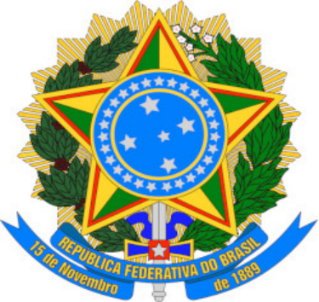 REPÚBLICA FEDERATIVA DO BRASIL
15 de Novembro
de 1889